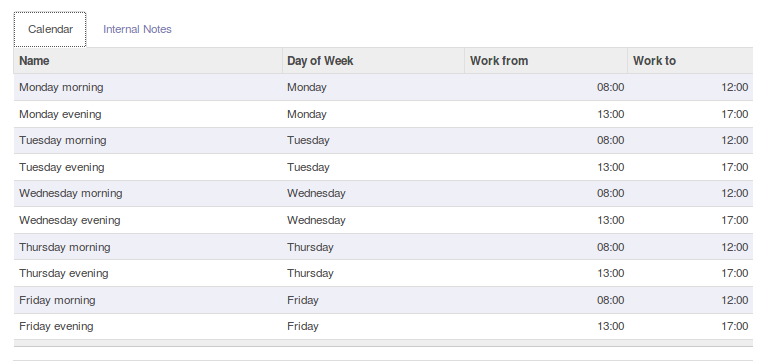 Calendar Internal Notes
Name Day of Week Work from Work to
Monday morning Monday 08:00 12:00
Monday evening Monday 13:00 17:00
Tuesday morning Tuesday 08:00 12:00
Tuesday evening Tuesday 13:00 17:00
Wednesday morning Wednesday 08:00 12:00
Wednesday evening Wednesday 13:00 17:00
Thursday morning Thursday 08:00 12:00
Thursday evening Thursday 13:00 17:00
Friday morning Friday 08:00 12:00
Friday evening Friday 13:00 17:00